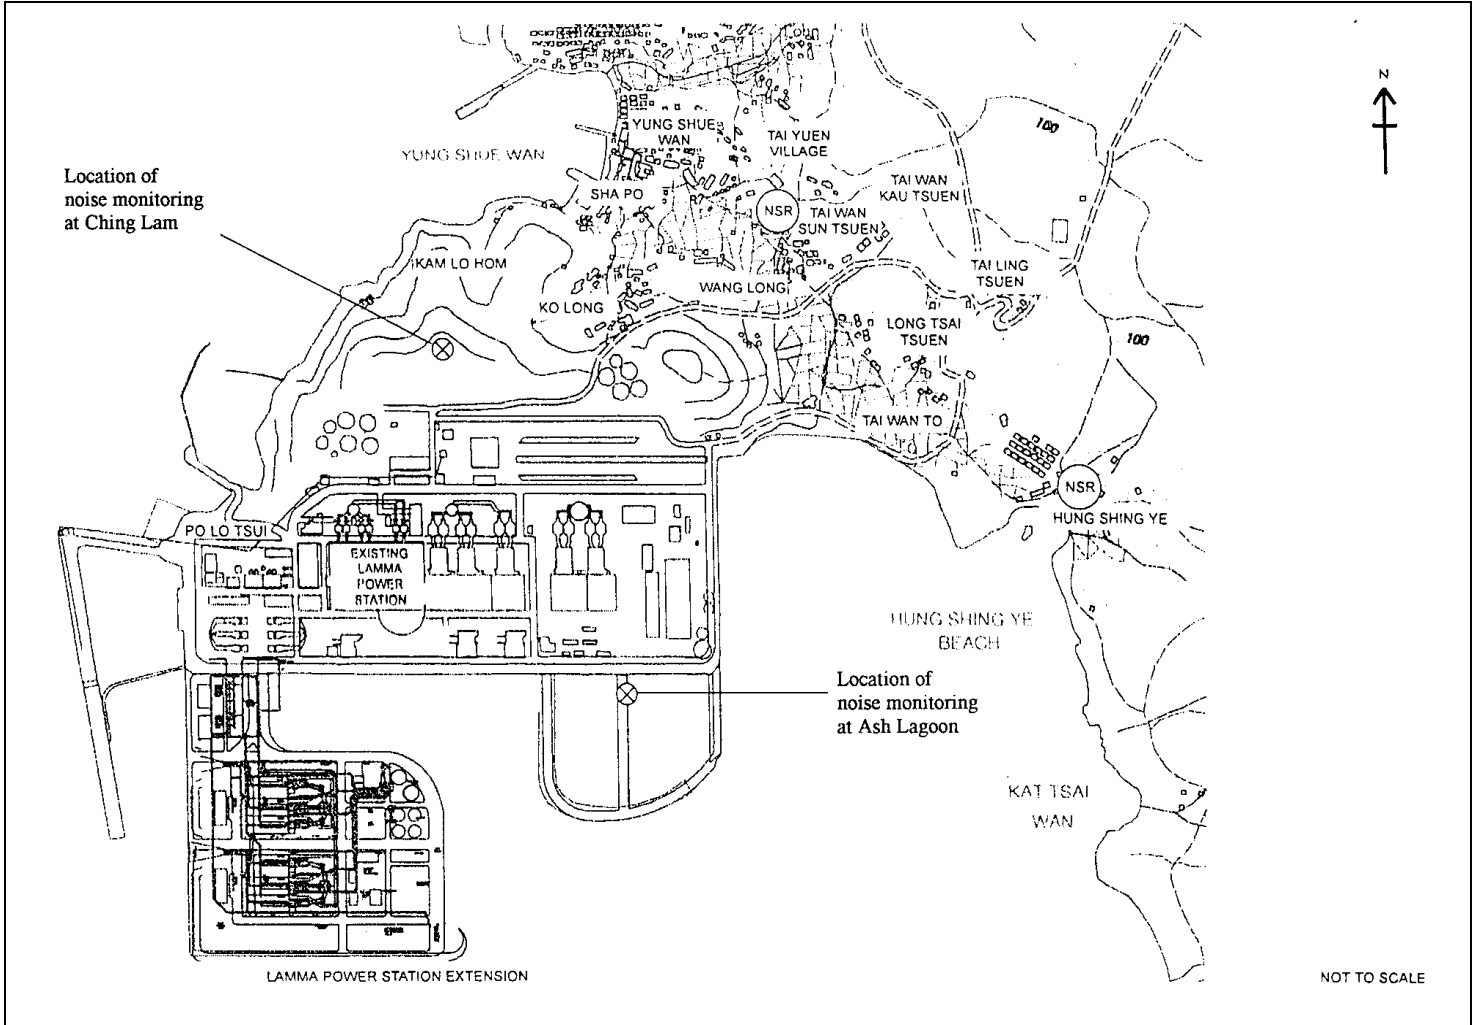 N
100
YUNG SHUE
WAN
TAI YUEN
VILLAGE
YUNG SHUE WAN
Location of
noise monitoring
at Ching Lam
SHA PO
TAI WAN
KAU TSUEN
NSR
TAI WAN
SUN TSUEN
KAM LO HOM
TAI LING
TSUEN
WANG LONG
KO LONG
LONG TSAI
TSUEN
100
TAI WAN TO
NSR
HUNG SHING YE
PO LO TSUI
EXISTING
LAMMA
POWER
STATION
HUNG SHING YE
BEACH
Location of
noise monitoring
at Ash Lagoon
KAT TSAI
WAN
LAMMA POWER STATION EXTENSION
NOT TO SCALE